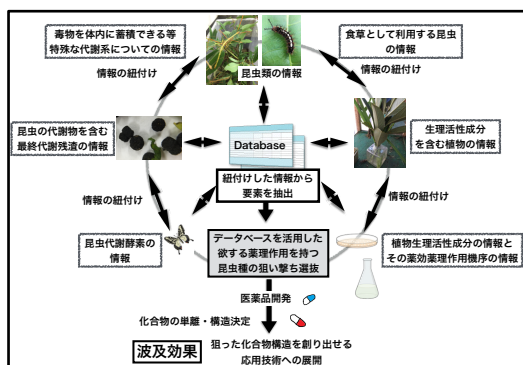 毒物を体内に蓄積できる等
特殊な代謝系についての情報
食草として利用する昆虫
の情報
情報の紐付け
昆虫類の情報
情報の紐付け
昆虫の代謝物を含む
最終代謝残渣の情報
Database
生理活性成分
を含む植物の情報
紐付けした情報から
要素を抽出
情報の紐付け
情報の紐付け
昆虫代謝酵素の
情報
データベースを活用した
欲する薬理作用を持つ
昆虫種の狙い撃ち選抜
植物生理活性成分の情報と
その薬効薬理作用機序の情報
医薬品開発
化合物の単離・構造決定
波及効果
狙った化合物構造を創り出せる
応用技術への展開